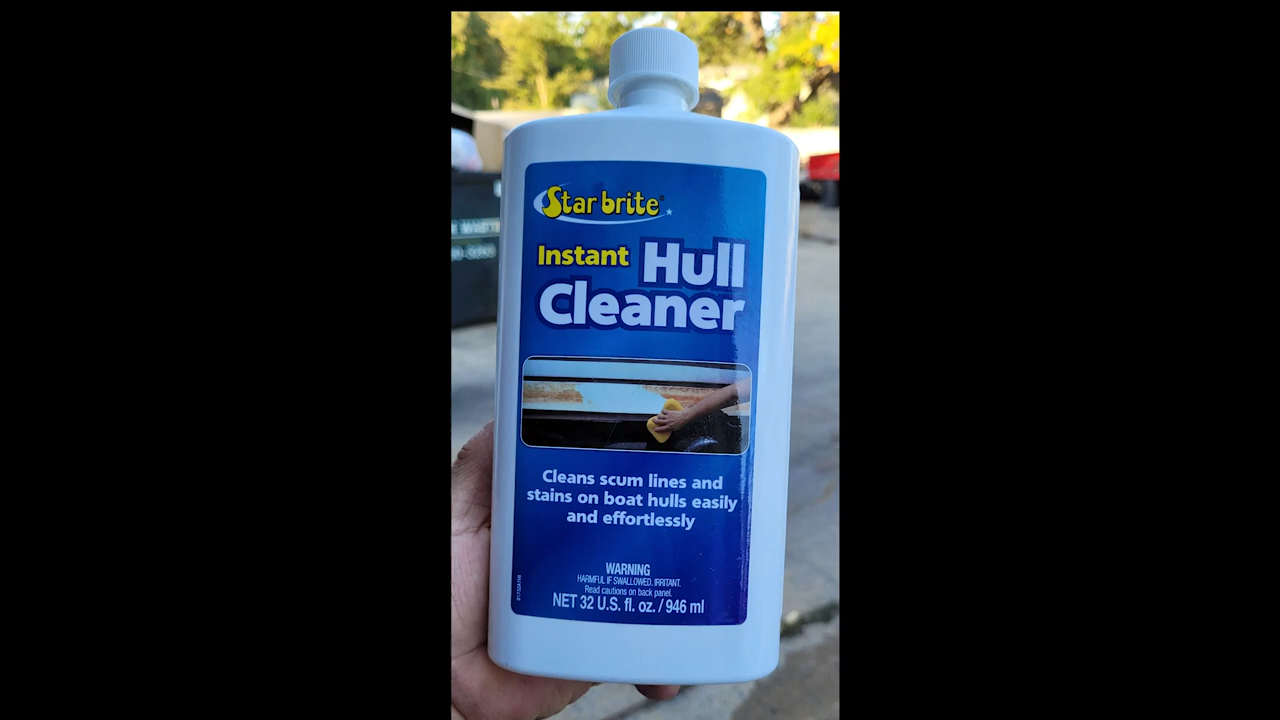 Star brite®
Instant Hull
Cleaner
Cleans scum lines and
stains on boat hulls easily
and effortlessly
WARNING
HARMFUL IF SWALLOWED. IRRITANT.
Read cautions on back panel.
NET 32 U.S. fl. oz. / 946 ml